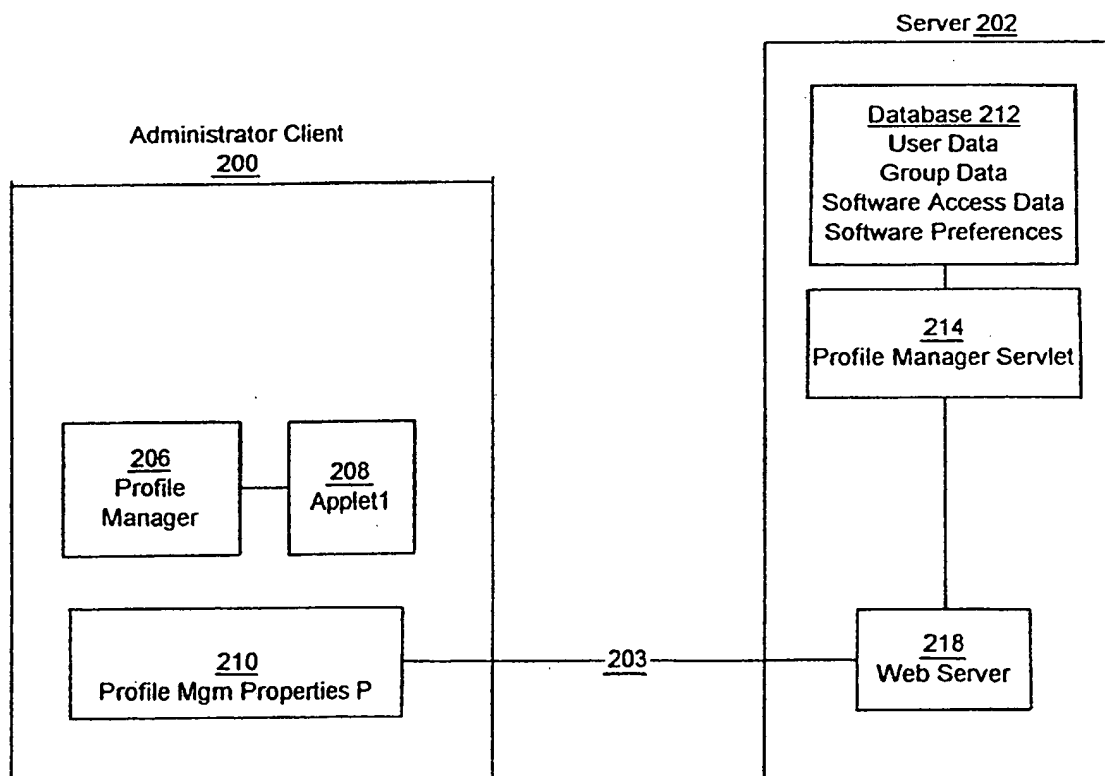 Server 202
Database 212
User Data
Group Data
Software Access Data
Software Preferences
Administrator Client
200
214
Profile Manager Servlet
206
Profile
Manager
208
Applet1
210
Profile Mgm Properties P
203
218
Web Server